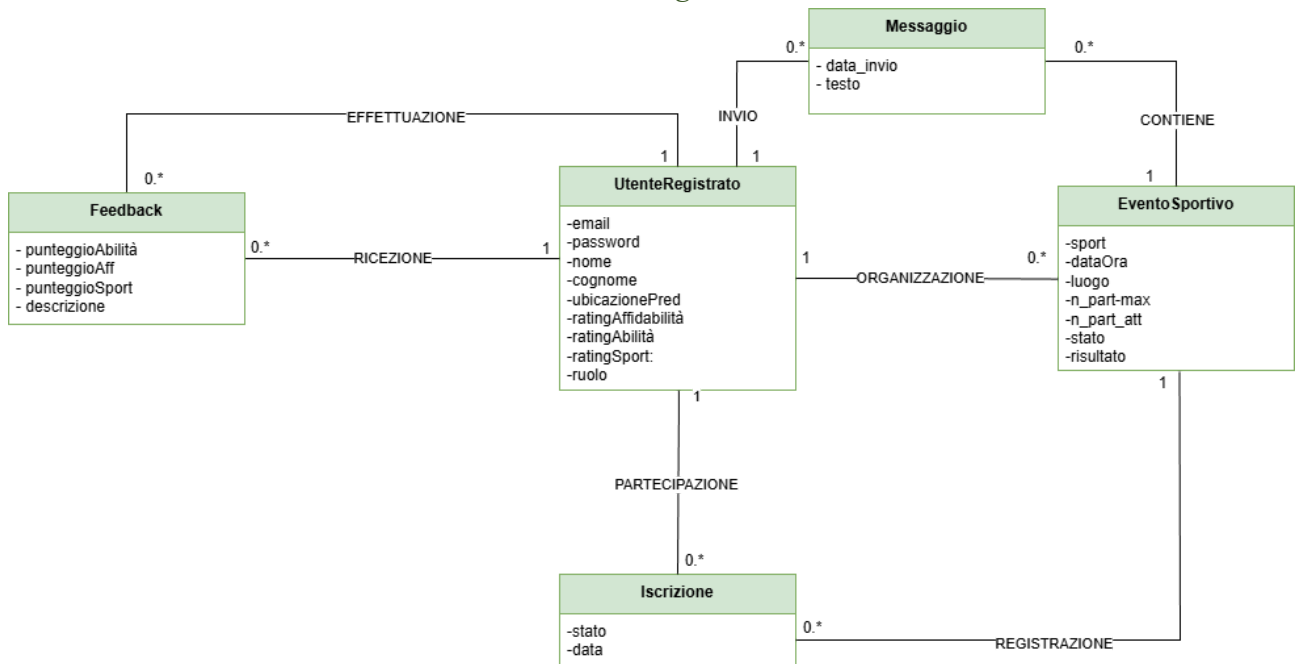 Messaggio
0.*
0.*
- data_invio
- testo
EFFETTUAZIONE
INVIO
CONTIENE
1
1
1
0.*
UtenteRegistrato
EventoSportivo
Feedback
-email
-password
-nome
-cognome
-ubicazionePred
-ratingAffidabilità
-ratingAbilità
-ratingSport:
-ruolo
- punteggioAbilità
- punteggioAff
- punteggioSport
- descrizione
0.*
RICEZIONE
1
1
ORGANIZZAZIONE
0.*
-sport
-dataOra
-luogo
-n_part-max
-n_part_att
-stato
-risultato
1
1
PARTECIPAZIONE
0.*
Iscrizione
-stato
-data
0.*
REGISTRAZIONE